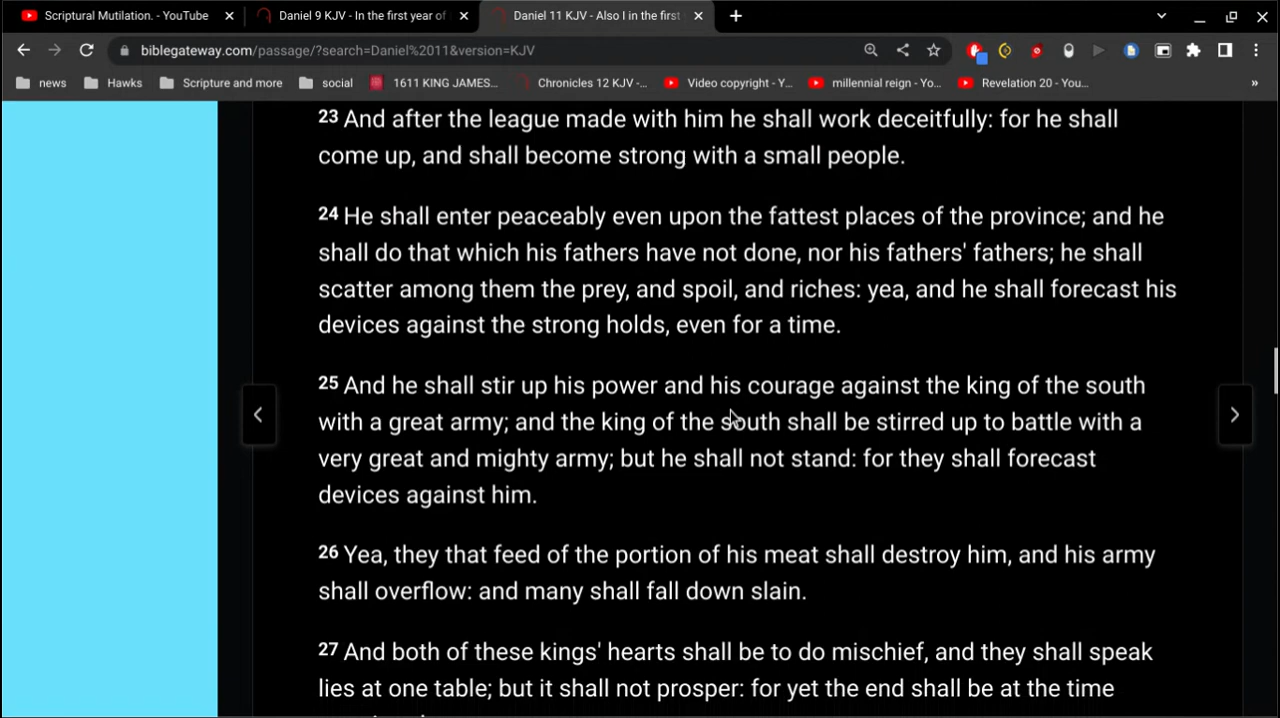 Scriptural Mutilation. - YouTube
Daniel 9 KJV - In the first year of
Daniel 11 KJV - Also I in the first
biblegateway.com/passage/?search=Daniel%2011&version=KJV
news
Hawks
Scripture and more
social
1611 KING JAMES...
Chronicles 12 KJV -...
Video copyright - Y...
millennial reign - Yo...
Revelation 20 - You...
»
23 And after the league made with him he shall work deceitfully: for he shall
come up, and shall become strong with a small people.
24 He shall enter peaceably even upon the fattest places of the province; and he
shall do that which his fathers have not done, nor his fathers' fathers; he shall
scatter among them the prey, and spoil, and riches: yea, and he shall forecast his
devices against the strong holds, even for a time.
25 And he shall stir up his power and his courage against the king of the south
with a great army; and the king of the south shall be stirred up to battle with a
very great and mighty army; but he shall not stand: for they shall forecast
devices against him.
26 Yea, they that feed of the portion of his meat shall destroy him, and his army
shall overflow: and many shall fall down slain.
27 And both of these kings' hearts shall be to do mischief, and they shall speak
lies at one table; but it shall not prosper: for yet the end shall be at the time